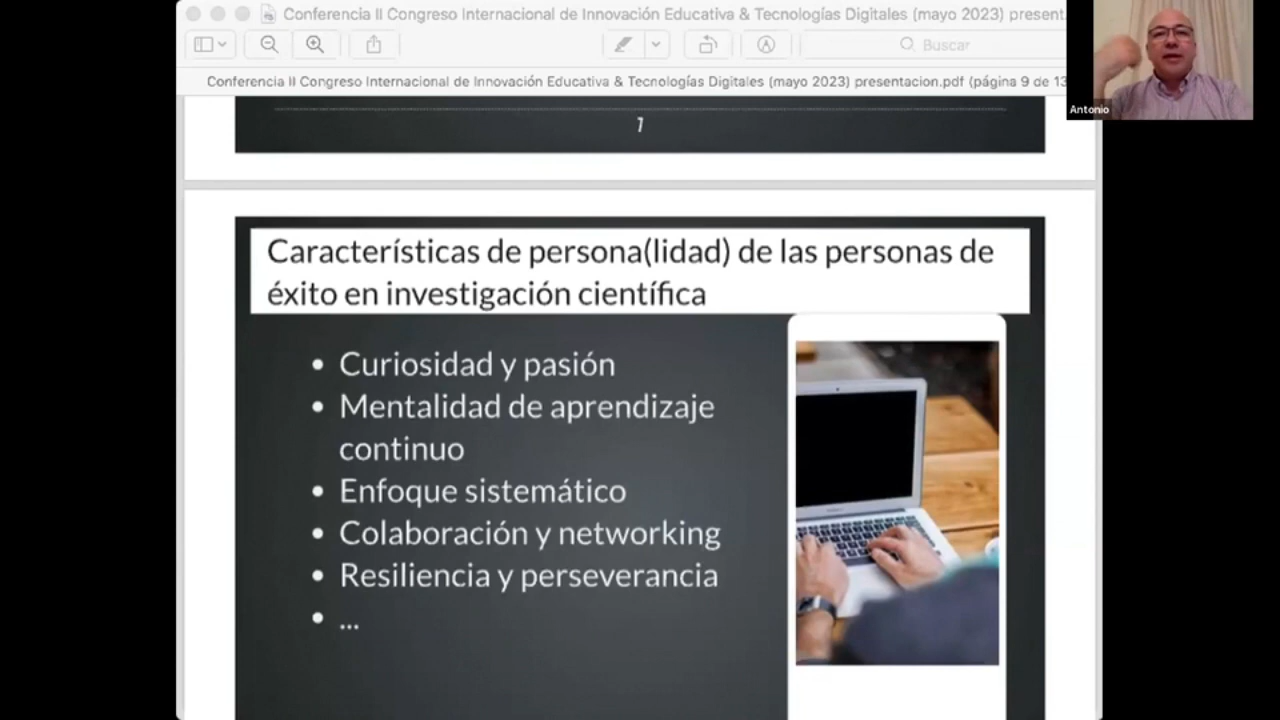 Conferencia II Congreso Internacional de Innovación Educativa & Tecnologías Digitales (mayo 2023) present.
Buscar
Conferencia II Congreso Internacional de Innovación Educativa & Tecnologías Digitales (mayo 2023) presentacion.pdf (página 9 de 13
Antonio
1
Características de persona(lidad) de las personas de
éxito en investigación científica
• Curiosidad y pasión
• Mentalidad de aprendizaje
continuo
• Enfoque sistemático
• Colaboración y networking
• Resiliencia y perseverancia
• ...